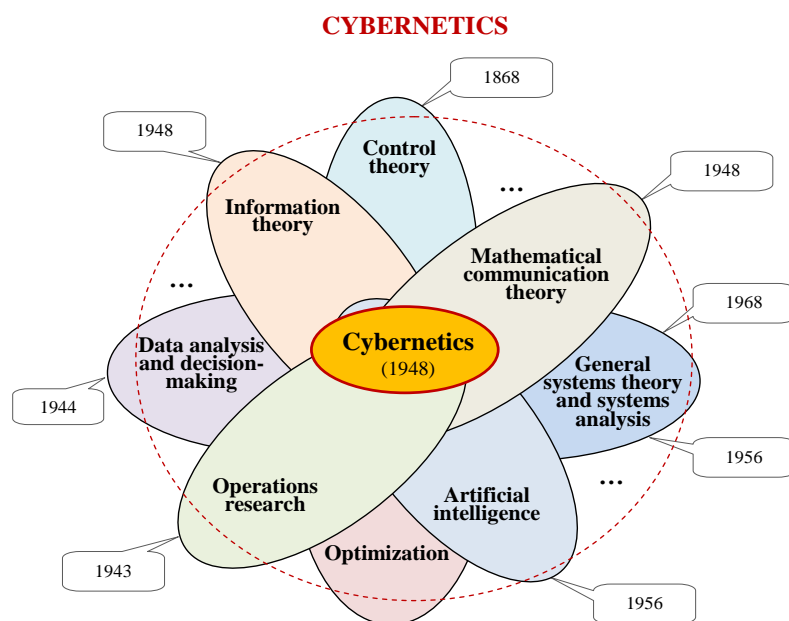 CYBERNETICS
1868
1948
Control
theory
...
1948
Information
theory
Mathematical
communication
theory
...
1968
Cybernetics
(1948)
Data analysis
and decision-
making
General
systems theory
and systems
analysis
1944
1956
...
Operations
research
Artificial
intelligence
Optimization
1943
1956